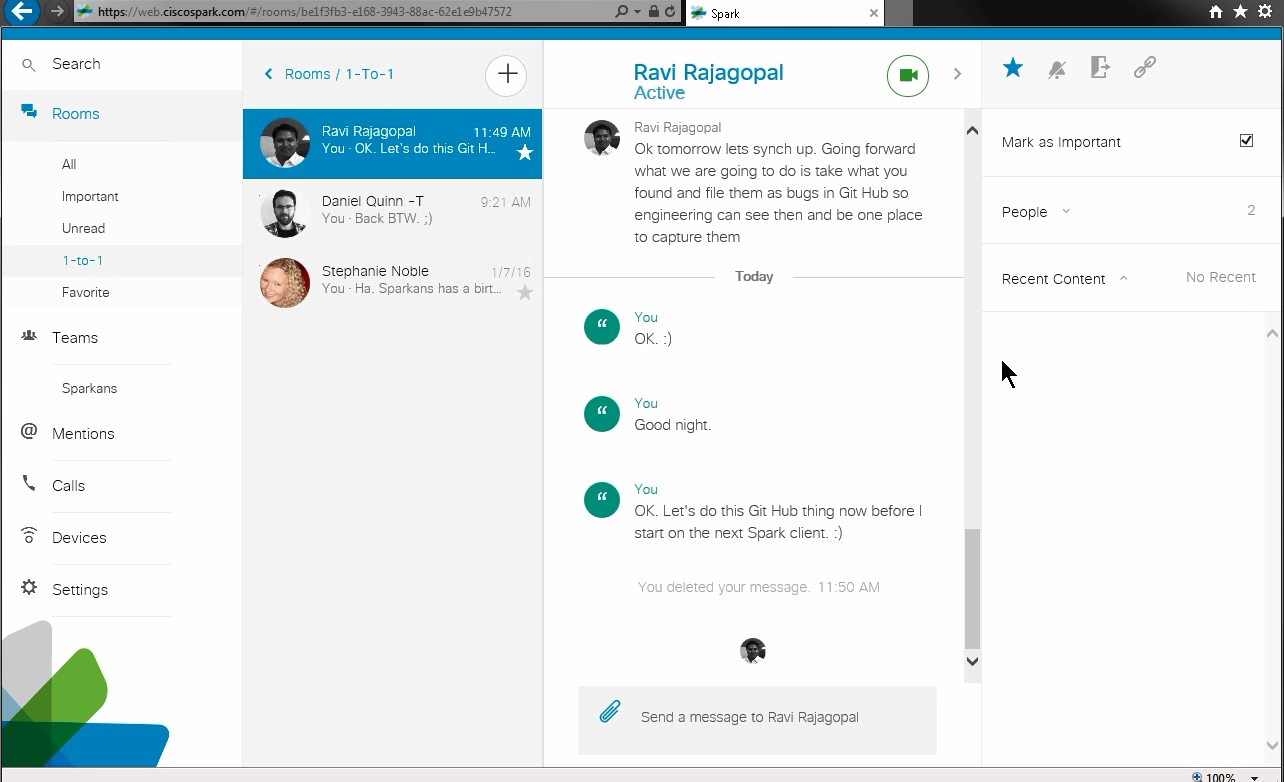 https://web.ciscospark.com/#/rooms/be1f3fb3-e168-3943-88ac-62e1e9b47572
Spark
Search
Rooms
All
Important
Unread
1-to-1
Favorite
Teams
Sparkans
@ Mentions
Calls
Devices
Settings
Rooms / 1-To-1
Ravi Rajagopal 11:49 AM
You · OK. Let's do this Git H...
Daniel Quinn -T 9:21 AM
You · Back BTW. ;)
Stephanie Noble 1/7/16
You · Ha. Sparkans has a birt...
Ravi Rajagopal
Active
Ravi Rajagopal
Ok tomorrow lets synch up. Going forward
what we are going to do is take what you
found and file them as bugs in Git Hub so
engineering can see then and be one place
to capture them
Today
You
OK. :)
You
Good night.
You
OK. Let's do this Git Hub thing now before I
start on the next Spark client. :)
You deleted your message. 11:50 AM
Send a message to Ravi Rajagopal
Mark as Important
People 2
Recent Content No Recent
100%